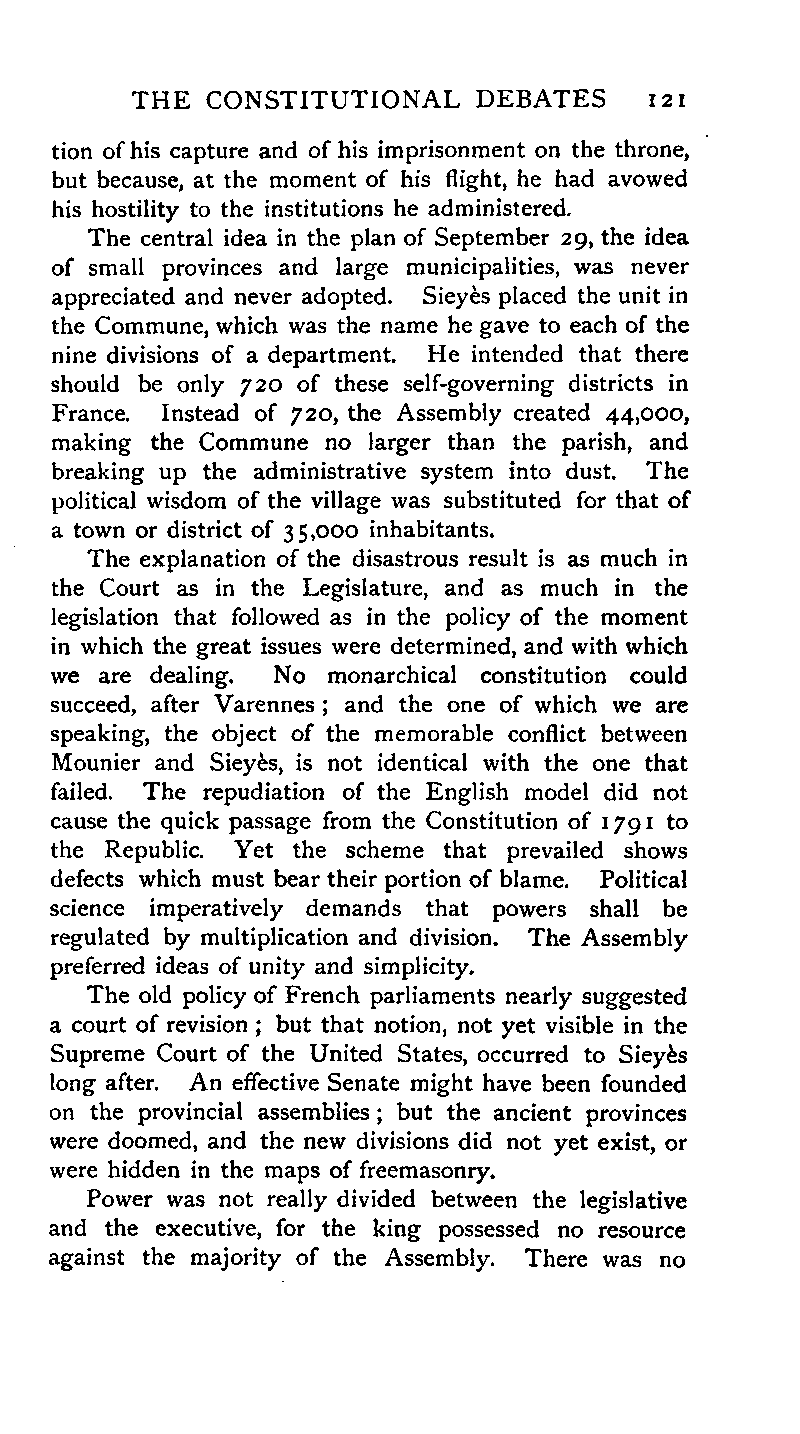 THE CONSTITUTIONAL DEBATES 121
tion of his capture and of his imprisonment on the throne,
but because, at the moment of his flight, he had avowed
his hostility to the institutions he administered.
The central idea in the plan of September 29, the idea
of small provinces and large municipalities, was never
appreciated and never adopted. Sieyès placed the unit in
the Commune, which was the name he gave to each of the
nine divisions of a department. He intended that there
should be only 720 of these self-governing districts in
France. Instead of 720, the Assembly created 44,000,
making the Commune no larger than the parish, and
breaking up the administrative system into dust. The
political wisdom of the village was substituted for that of
a town or district of 35,000 inhabitants.
The explanation of the disastrous result is as much in
the Court as in the Legislature, and as much in the
legislation that followed as in the policy of the moment
in which the great issues were determined, and with which
we are dealing. No monarchical constitution could
succeed, after Varennes ; and the one of which we are
speaking, the object of the memorable conflict between
Mounier and Sieyès, is not identical with the one that
failed. The repudiation of the English model did not
cause the quick passage from the Constitution of 1791 to
the Republic. Yet the scheme that prevailed shows
defects which must bear their portion of blame. Political
science imperatively demands that powers shall be
regulated by multiplication and division. The Assembly
preferred ideas of unity and simplicity.
The old policy of French parliaments nearly suggested
a court of revision ; but that notion, not yet visible in the
Supreme Court of the United States, occurred to Sieyès
long after. An effective Senate might have been founded
on the provincial assemblies ; but the ancient provinces
were doomed, and the new divisions did not yet exist, or
were hidden in the maps of freemasonry.
Power was not really divided between the legislative
and the executive, for the king possessed no resource
against the majority of the Assembly. There was no